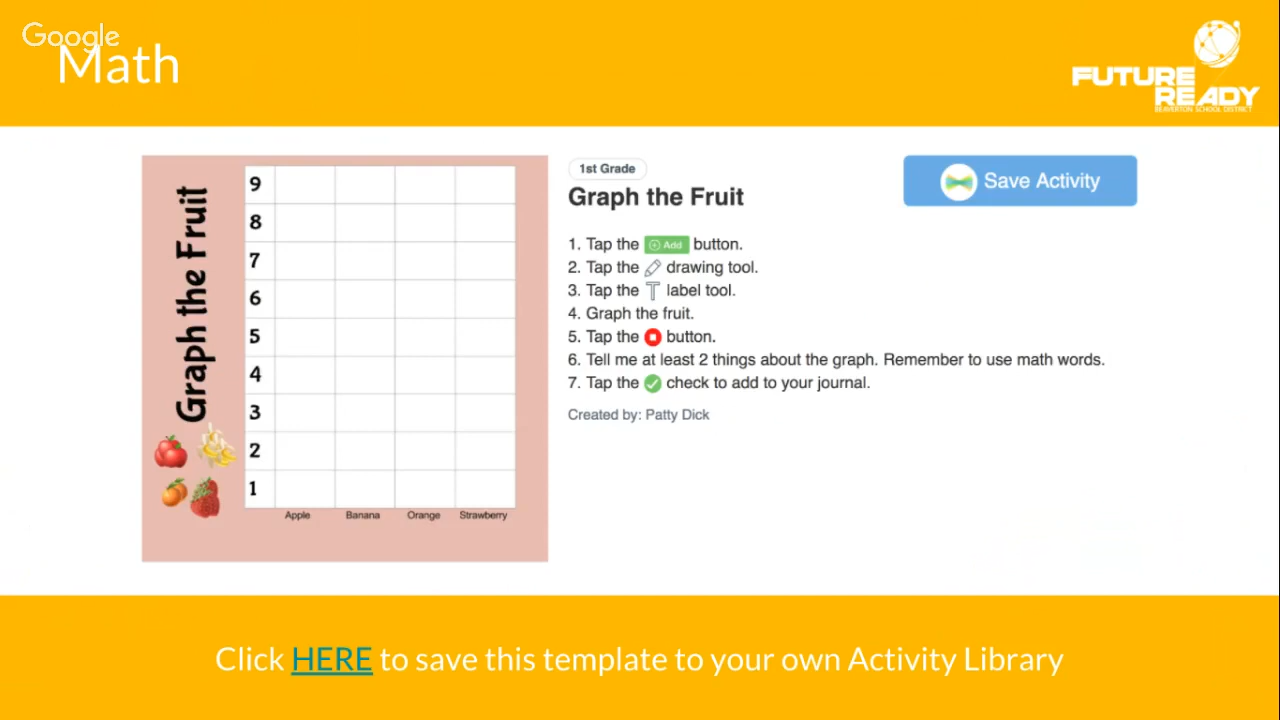 Google
Math
FUTURE
READY
BEAVERTON SCHOOL DISTRICT
Graph the Fruit
9
8
7
6
5
4
3
2
1
Apple Banana Orange Strawberry
1st Grade
Graph the Fruit
Save Activity
1. Tap the Add button.
2. Tap the drawing tool.
3. Tap the T label tool.
4. Graph the fruit.
5. Tap the button.
6. Tell me at least 2 things about the graph. Remember to use math words.
7. Tap the check to add to your journal.
Created by: Patty Dick
Click HERE to save this template to your own Activity Library